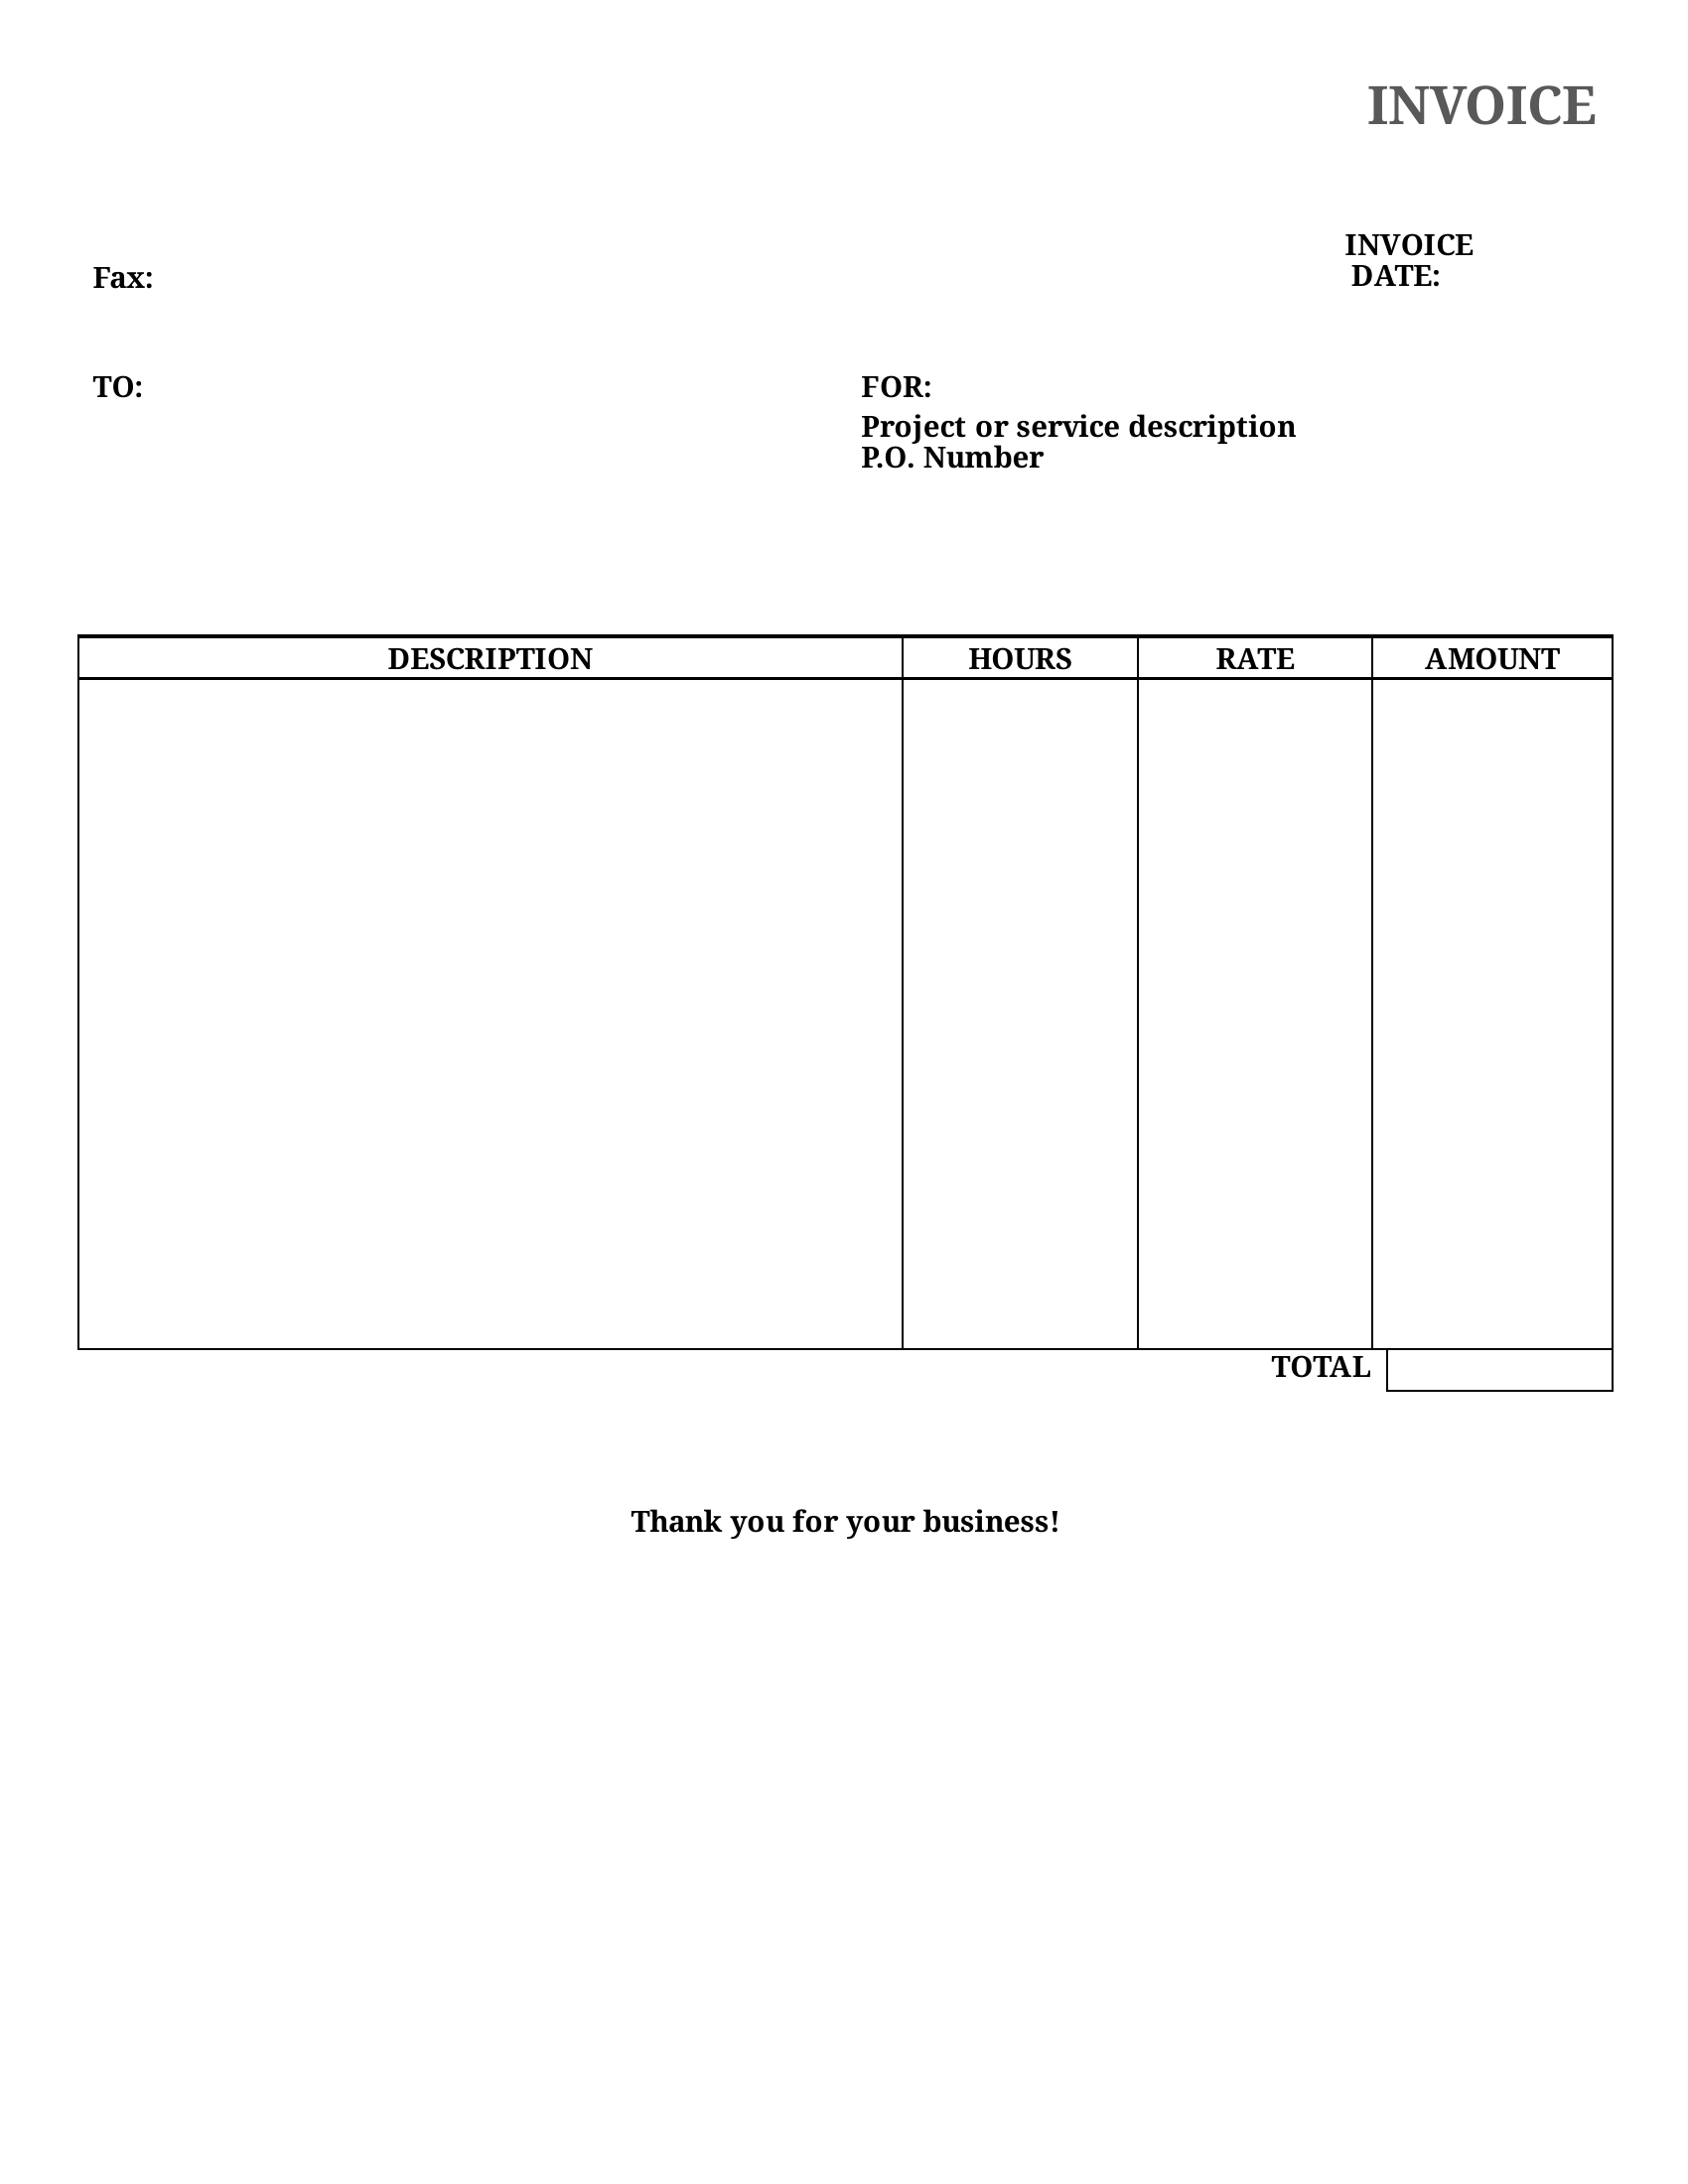 INVOICE
INVOICE
Fax:
DATE:
TO:
FOR:
Project or service description
P.O. Number
DESCRIPTION HOURS RATE AMOUNT
TOTAL
Thank you for your business!